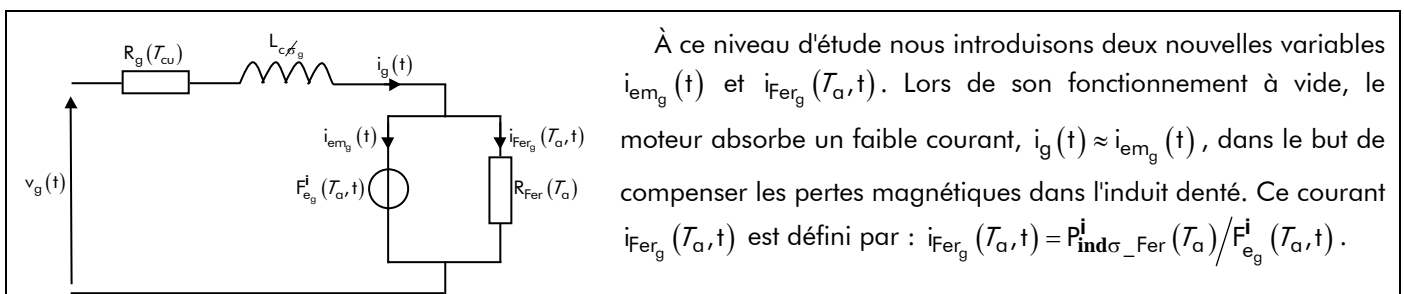 R_g(T_cu)
L_cσ_g
i_g(t)
i_em_g(t)
i_Fer_g(T_a,t)
v_g(t)
F^i_e_g(T_a,t)
R_Fer(T_a)
À ce niveau d'étude nous introduisons deux nouvelles variables
i_em_g(t) et i_Fer_g(T_a,t). Lors de son fonctionnement à vide, le
moteur absorbe un faible courant, i_g(t) ≈ i_em_g(t), dans le but de
compenser les pertes magnétiques dans l'induit denté. Ce courant
i_Fer_g(T_a,t) est défini par : i_Fer_g(T_a,t) = P^i_indσ_Fer(T_a)/F^i_e_g(T_a,t).